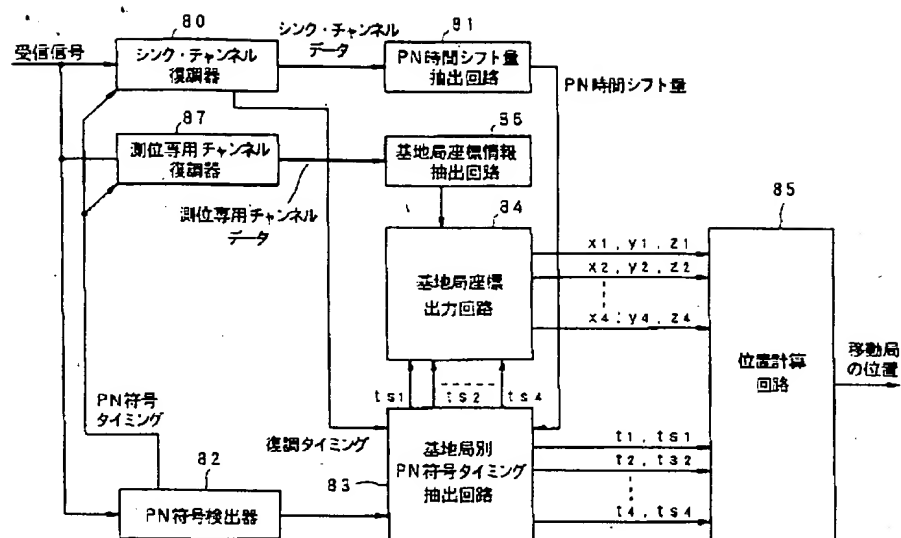 80
シンク・チャンネル
データ
81
受信信号
シンク・チャンネル
復調器
PN時間シフト量
抽出回路
PN時間シフト量
87
測位専用チャンネル
復調器
86
基地局座標情報
抽出回路
測位専用チャンネル
データ
84
85
基地局座標
出力回路
x1, y1, z1
x2, y2, z2
x4, y4, z4
位置計算
回路
移動局
の位置
ts1
ts2
ts4
PN符号
タイミング
復調タイミング
82
83
基地局別
PN符号タイミング
抽出回路
t1, ts1
t2, ts2
t4, ts4
PN符号検出器